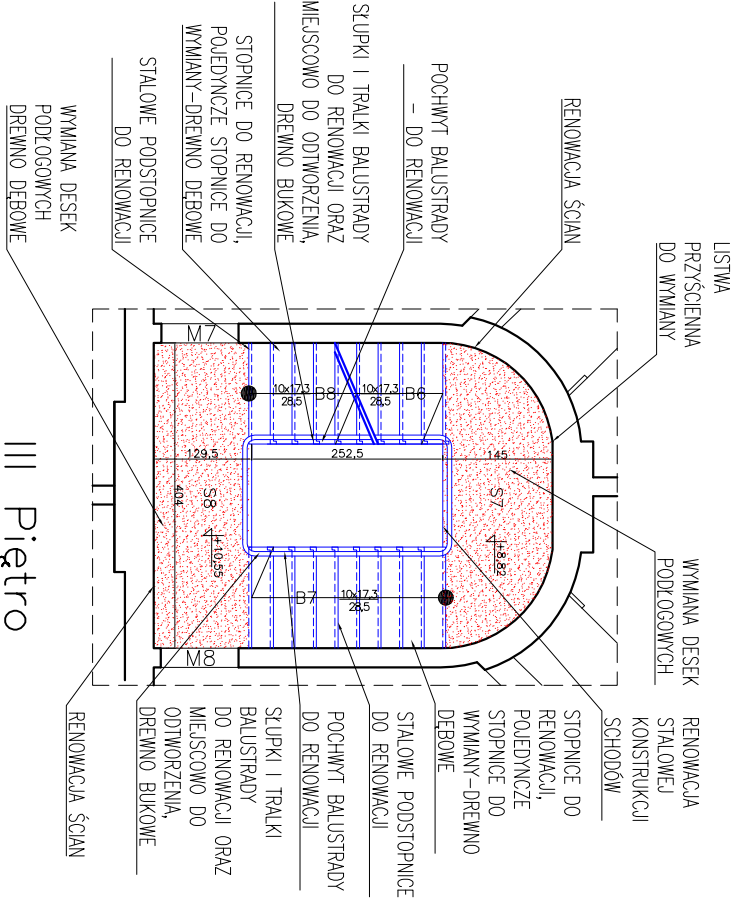 LISTWA
PRZYŚCIENNA
DO WYMIANY
RENOWACJA ŚCIAN
POCHWYT BALUSTRADY
- DO RENOWACJI
SŁUPKI I TRALKI BALUSTRADY
DO RENOWACJI ORAZ
MIEJSCOWO DO ODTWORZENIA,
DREWNO BUKOWE
STOPNICE DO RENOWACJI,
POJEDYNCZE STOPNICE DO
WYMIANY-DREWNO DĘBOWE
STALOWE PODSTOPNICE
DO RENOWACJI
WYMIANA DESEK
PODŁOGOWYCH
DREWNO DĘBOWE
M7
10x17,3
28,5
B8
10x17,3
28,5
B6
129,5
252,5
145
404
S8
+10,55
S7
+8,82
B7
10x17,3
28,5
M8
WYMIANA DESEK
PODŁOGOWYCH
RENOWACJA
STALOWEJ
KONSTRUKCJI
SCHODÓW
STOPNICE DO
RENOWACJI,
POJEDYNCZE
STOPNICE DO
WYMIANY-DREWNO
DĘBOWE
STALOWE PODSTOPNICE
DO RENOWACJI
POCHWYT BALUSTRADY
DO RENOWACJI
SŁUPKI I TRALKI
BALUSTRADY
DO RENOWACJI ORAZ
MIEJSCOWO DO
ODTWORZENIA,
DREWNO BUKOWE
RENOWACJA ŚCIAN
III Piętro